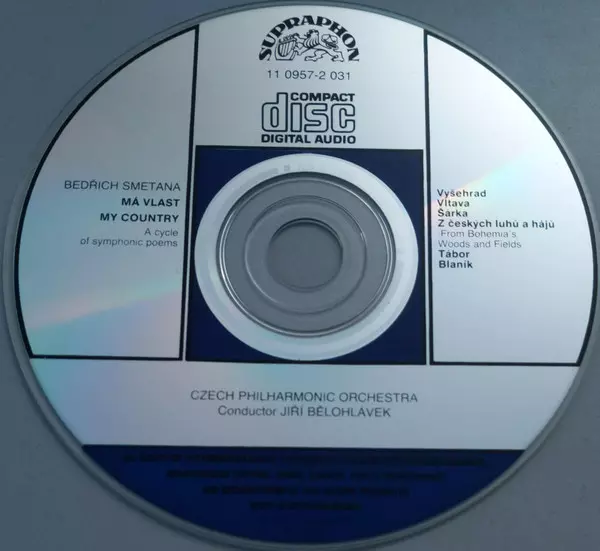 SUPRAPHON
11 0957-2 031
COMPACT
disc
DIGITAL AUDIO
BEDŘICH SMETANA
MÁ VLAST
MY COUNTRY
A cycle
of symphonic poems
Vyšehrad
Vltava
Šárka
Z českých luhů a hájů
From Bohemia's
Woods and Fields
Tábor
Blaník
CZECH PHILHARMONIC ORCHESTRA
Conductor JIŘÍ BĚLOHLÁVEK